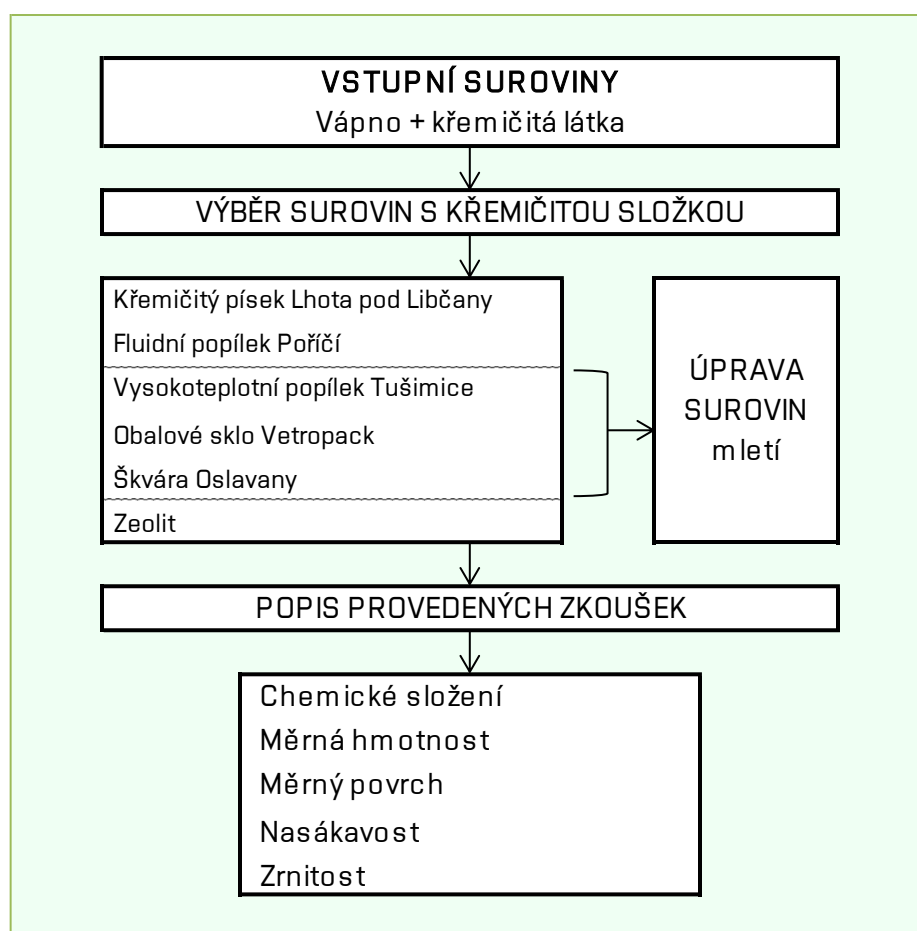 VSTUPNÍ SUROVINY
Vápno + křemičitá látka
VÝBĚR SUROVIN S KŘEMIČITOU SLOŽKOU
Křemičitý písek Lhota pod Libčany
Fluidní popílek Poříčí
Vysokoteplotní popílek Tušimice
Obalové sklo Vetropack
Škvára Oslavany
Zeolit
ÚPRAVA
SUROVIN
mletí
POPIS PROVEDENÝCH ZKOUŠEK
Chemické složení
Měrná hmotnost
Měrný povrch
Nasákavost
Zrnitost